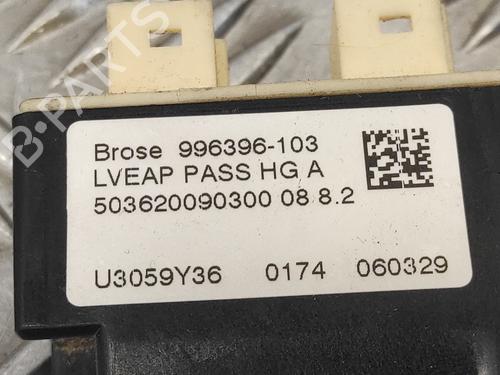 B-PARTS
Brose 996396-103
LVEAP PASS HG A
503620090300 08 8.2
U3059Y36 0174 060329